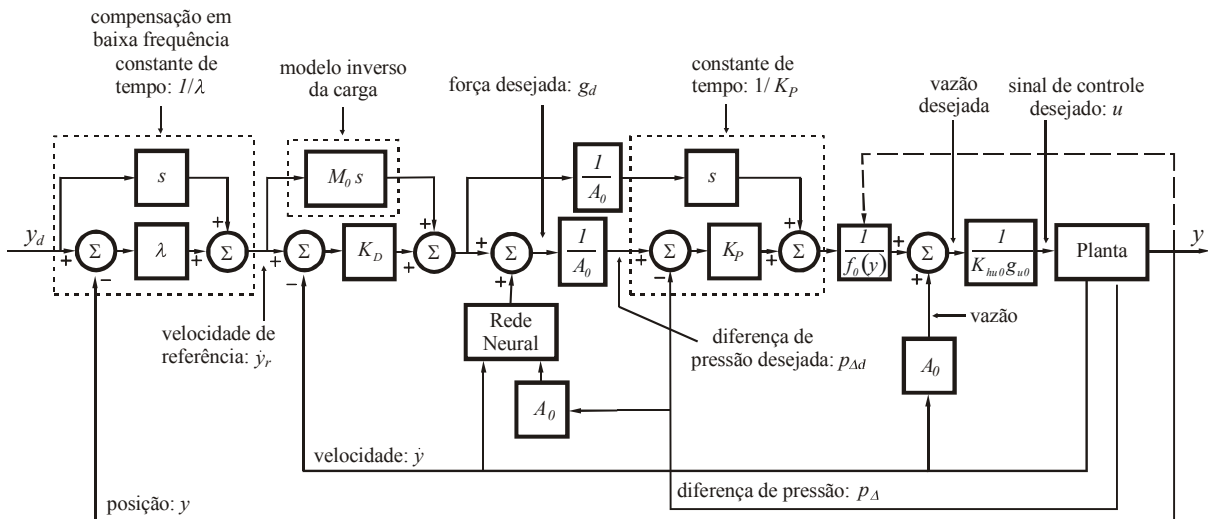 compensação em
baixa frequência
constante de
tempo: 1/λ
modelo inverso
da carga
força desejada: g_d
constante de
tempo: 1/ K_P
vazão
desejada
sinal de controle
desejado: u
s
M_0 s
1
A_0
s
y_d
+
Σ
−
λ
+
+
Σ
+
Σ
−
K_D
+
+
Σ
+
Σ
+
1
A_0
+
Σ
−
K_P
+
+
Σ
1
f_0(y)
+
Σ
+
1
K_hu0 g_u0
Planta
y
velocidade de
referência: ẏ_r
Rede
Neural
diferença de
pressão desejada: p_Δd
vazão
A_0
A_0
velocidade: ẏ
posição: y
diferença de pressão: p_Δ